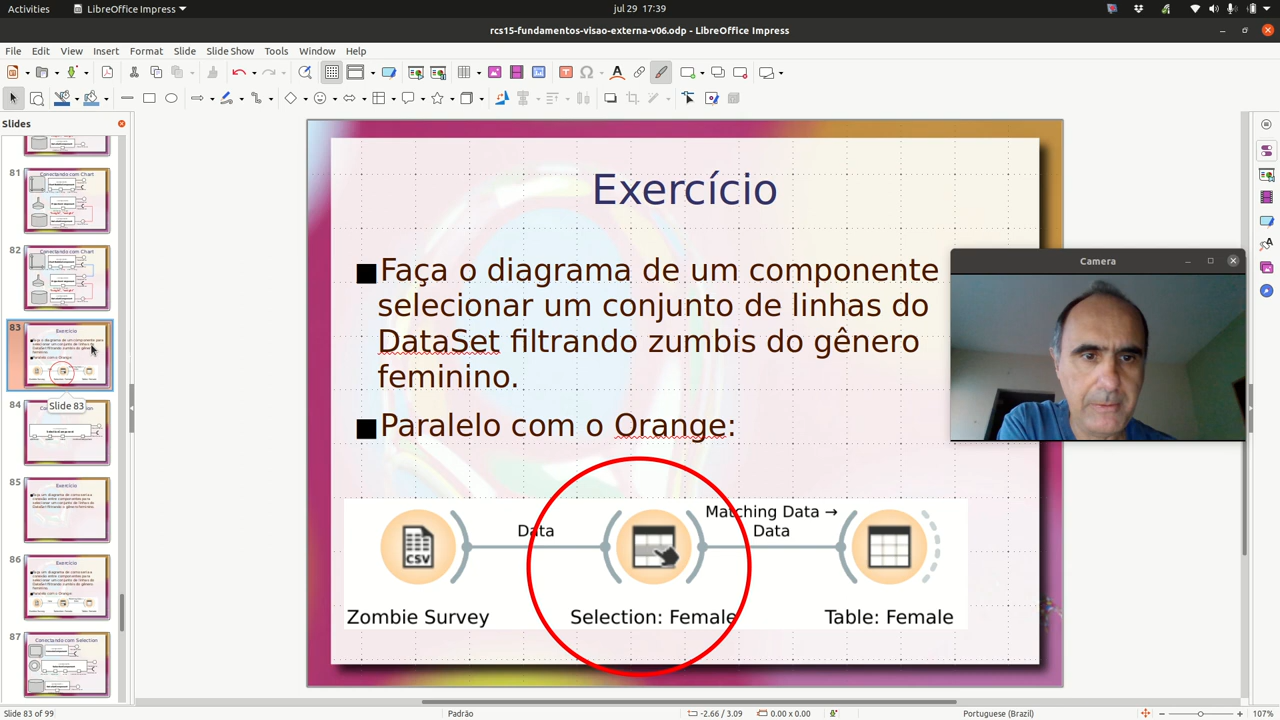 Activities
LibreOffice Impress
jul 29 17:39
rcs15-fundamentos-visao-externa-v06.odp - LibreOffice Impress
File Edit View Insert Format Slide Slide Show Tools Window Help
Slides
81
Conectando com Chart
82
Conectando com Chart
83
Exercício
Slide 83
84
85
Exercício
86
Exercício
87
Conectando com Selection
Exercício
■Faça o diagrama de um componente
selecionar um conjunto de linhas do
DataSet filtrando zumbis do gênero
feminino.
■Paralelo com o Orange:
Data
Matching Data →
Data
CSV
Zombie Survey
Selection: Female
Table: Female
Camera
Slide 83 of 99
Padrão
-2.66 / 3.09
0.00 x 0.00
Portuguese (Brazil)
107%